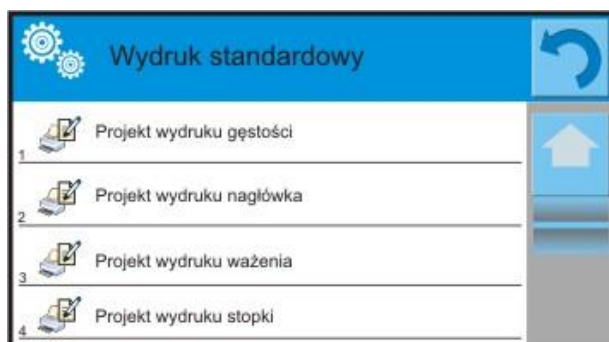 Wydruk standardowy
1 Projekt wydruku gęstości
2 Projekt wydruku nagłówka
3 Projekt wydruku ważenia
4 Projekt wydruku stopki